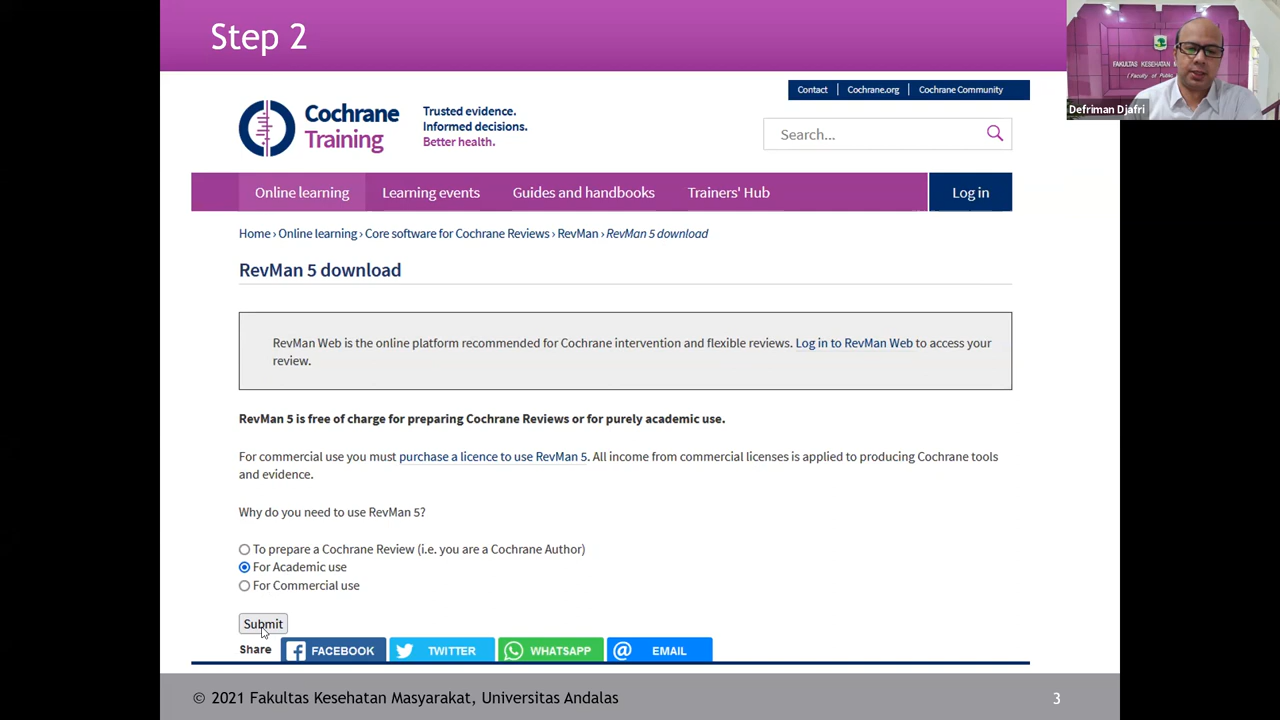 Step 2
FAKULTAS KESEHATAN M
(Faculty of Public
Defriman Djafri
Contact
Cochrane.org
Cochrane Community
Cochrane
Training
Trusted evidence.
Informed decisions.
Better health.
Search...
Online learning
Learning events
Guides and handbooks
Trainers' Hub
Log in
Home › Online learning › Core software for Cochrane Reviews › RevMan › RevMan 5 download
RevMan 5 download
RevMan Web is the online platform recommended for Cochrane intervention and flexible reviews. Log in to RevMan Web to access your
review.
RevMan 5 is free of charge for preparing Cochrane Reviews or for purely academic use.
For commercial use you must purchase a licence to use RevMan 5. All income from commercial licenses is applied to producing Cochrane tools
and evidence.
Why do you need to use RevMan 5?
To prepare a Cochrane Review (i.e. you are a Cochrane Author)
For Academic use
For Commercial use
Submit
Share
FACEBOOK
TWITTER
WHATSAPP
EMAIL
© 2021 Fakultas Kesehatan Masyarakat, Universitas Andalas
3